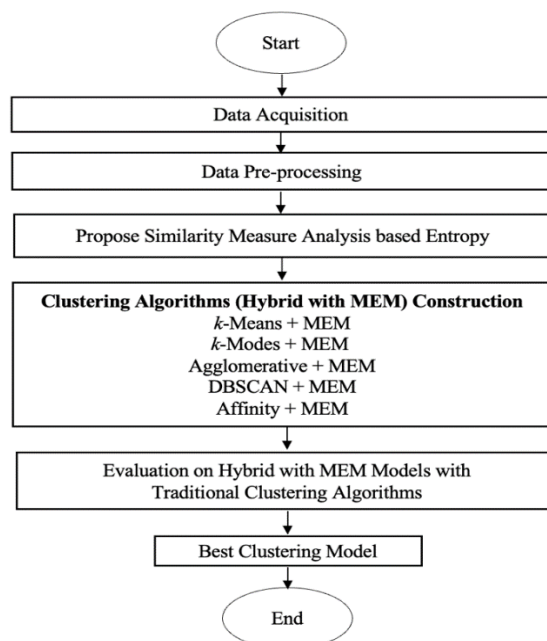 Start
Data Acquisition
Data Pre-processing
Propose Similarity Measure Analysis based Entropy
Clustering Algorithms (Hybrid with MEM) Construction
k-Means + MEM
k-Modes + MEM
Agglomerative + MEM
DBSCAN + MEM
Affinity + MEM
Evaluation on Hybrid with MEM Models with
Traditional Clustering Algorithms
Best Clustering Model
End